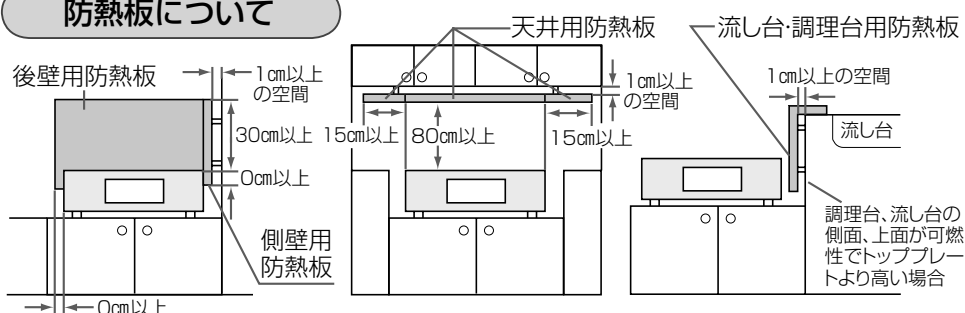 防熱板について
後壁用防熱板
1cm以上
の空間
30cm以上
0cm以上
側壁用
防熱板
0cm以上
天井用防熱板
1cm以上
の空間
15cm以上
80cm以上
15cm以上
流し台・調理台用防熱板
1cm以上の空間
流し台
調理台、流し台の
側面、上面が可燃
性でトッププレー
トより高い場合